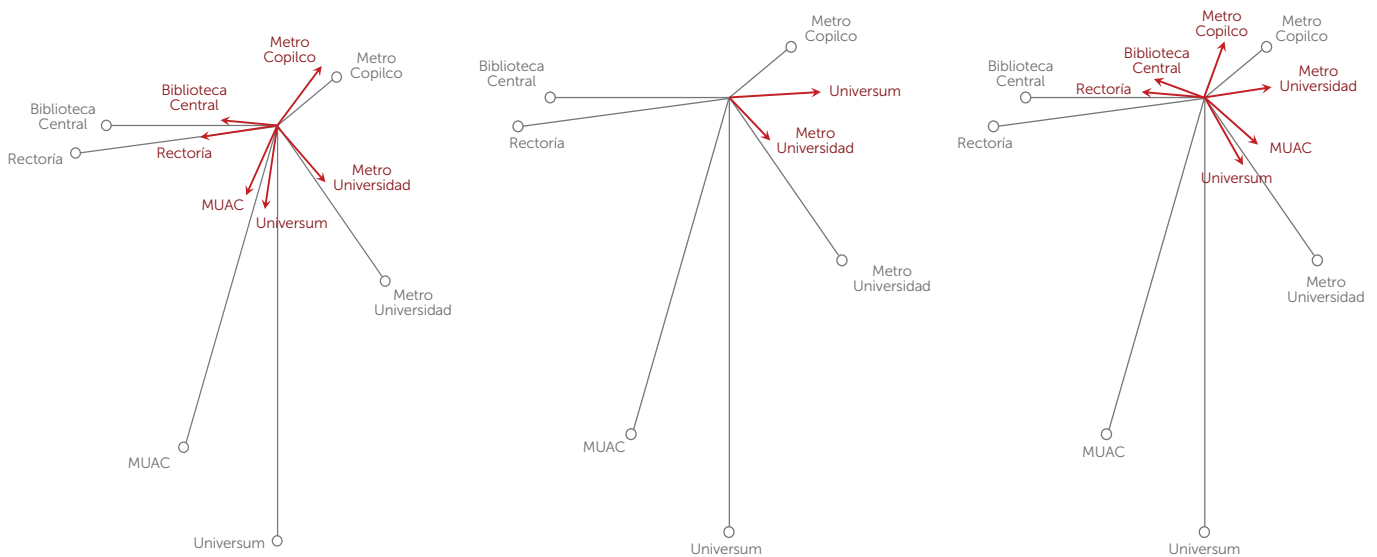 Metro
Copilco
Metro
Copilco
Biblioteca
Central
Biblioteca
Central
Rectoría
Rectoría
Metro
Universidad
MUAC
Universum
Metro
Universidad
MUAC
Universum
Metro
Copilco
Biblioteca
Central
Universum
Rectoría
Metro
Universidad
Metro
Universidad
MUAC
Universum
Metro
Copilco
Metro
Copilco
Biblioteca
Central
Metro
Universidad
Biblioteca
Central
Rectoría
Rectoría
MUAC
Universum
Metro
Universidad
MUAC
Universum